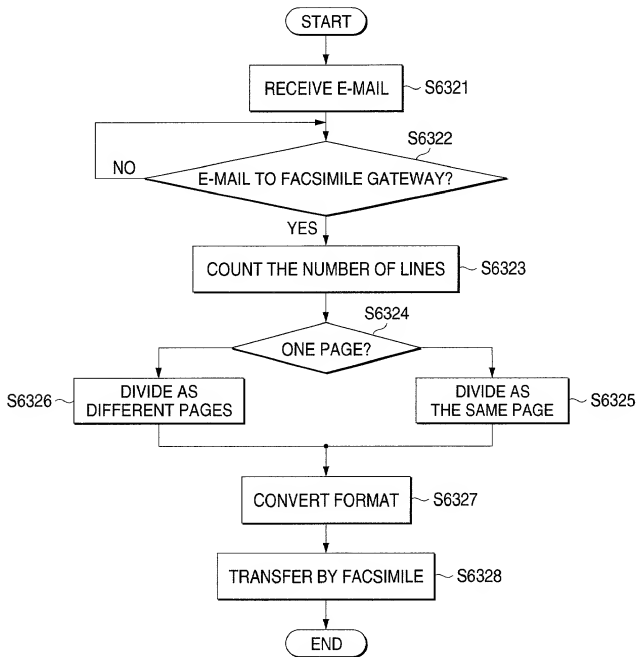 START
RECEIVE E-MAIL
S6321
S6322
NO
E-MAIL TO FACSIMILE GATEWAY?
YES
COUNT THE NUMBER OF LINES
S6323
S6324
ONE PAGE?
S6326
DIVIDE AS
DIFFERENT PAGES
DIVIDE AS
THE SAME PAGE
S6325
CONVERT FORMAT
S6327
TRANSFER BY FACSIMILE
S6328
END